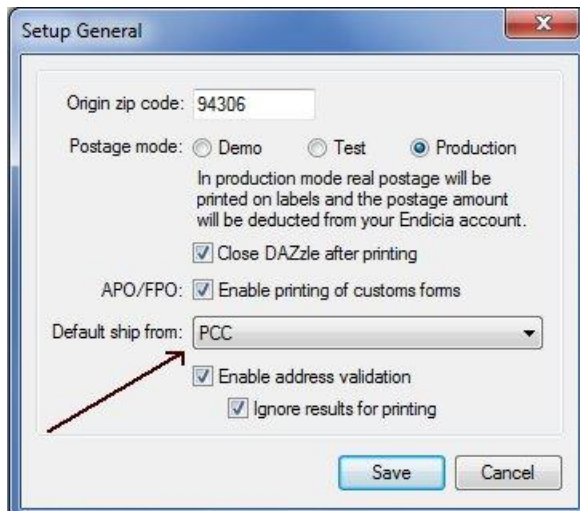 Setup General
Origin zip code: 94306
Postage mode: Demo Test Production
In production mode real postage will be
printed on labels and the postage amount
will be deducted from your Endicia account.
Close DAZzle after printing
APO/FPO: Enable printing of customs forms
Default ship from: PCC
Enable address validation
Ignore results for printing
Save Cancel